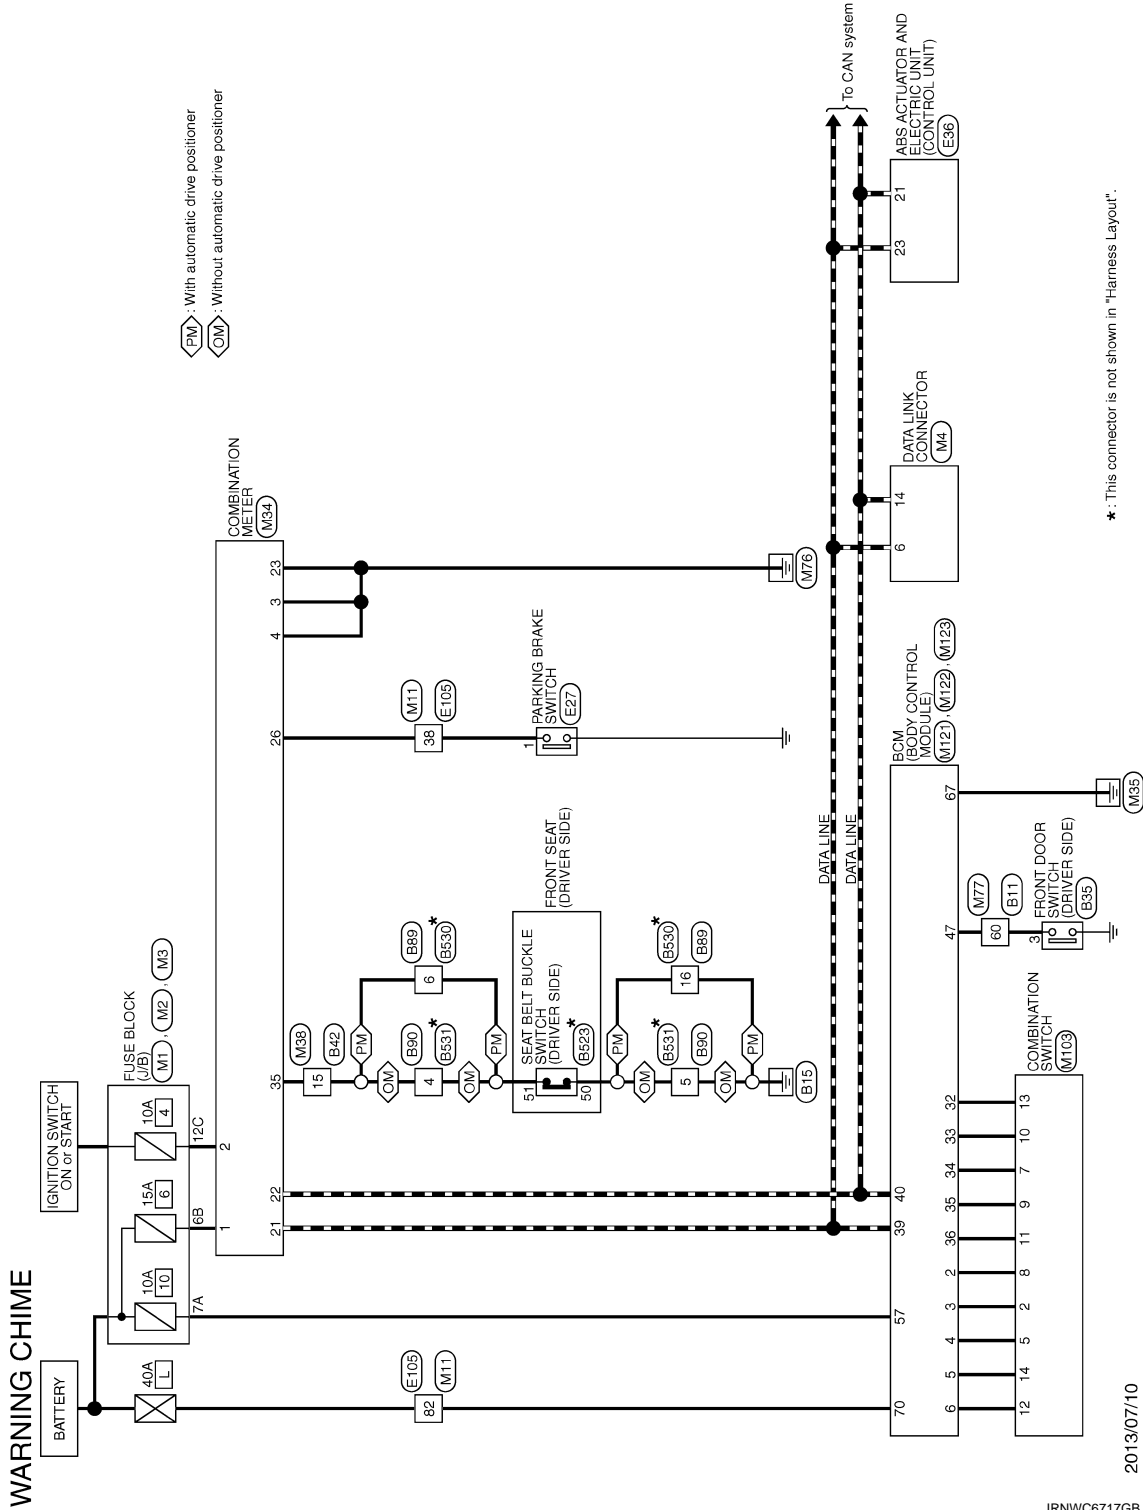 WARNING CHIME
BATTERY
IGNITION SWITCH
ON or START
40A
L
10A
10
15A
6
10A
4
FUSE BLOCK
(J/B)
M1 , M2 , M3
7A
6B
12C
1
2
COMBINATION
METER
M34
21
22
35
26
4
3
23
PM : With automatic drive positioner
OM : Without automatic drive positioner
E105
82
M11
M38
15
B42
PM
OM
B90
4
B531
*
OM
PM
B89
6
B530
*
51
50
SEAT BELT BUCKLE
SWITCH
(DRIVER SIDE)
B523
*
FRONT SEAT
(DRIVER SIDE)
PM
OM
*
B531
5
B90
OM
PM
*
B530
16
B89
B15
M11
38
E105
1
PARKING BRAKE
SWITCH
E27
M76
DATA LINE
DATA LINE
To CAN system
70
57
39
40
BCM
(BODY CONTROL
MODULE)
M121 , M122 , M123
6
5
4
3
2
36
35
34
33
32
47
67
12
14
5
2
8
11
9
7
10
13
COMBINATION
SWITCH
M103
M77
60
B11
3
FRONT DOOR
SWITCH
(DRIVER SIDE)
B35
M35
6
14
DATA LINK
CONNECTOR
M4
23
21
ABS ACTUATOR AND
ELECTRIC UNIT
(CONTROL UNIT)
E36
* : This connector is not shown in "Harness Layout".
2013/07/10
JRNWC6717GB